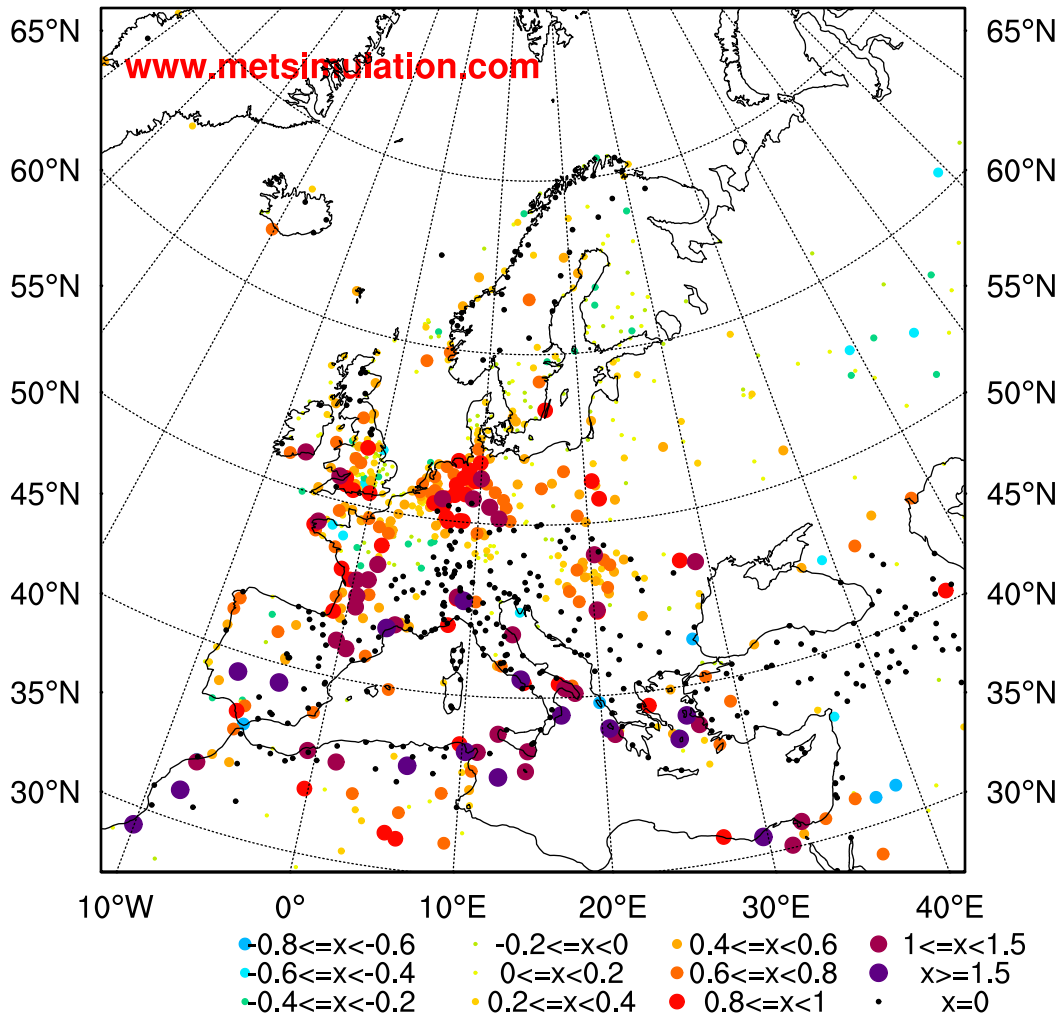 65°N 65°N
www.metsimulation.com
60°N 60°N
55°N 55°N
50°N 50°N
45°N 45°N
40°N 40°N
35°N 35°N
30°N 30°N
10°W 0° 10°E 20°E 30°E 40°E
-0.8<=x<-0.6 -0.2<=x<0 0.4<=x<0.6 1<=x<1.5
-0.6<=x<-0.4 0<=x<0.2 0.6<=x<0.8 x>=1.5
-0.4<=x<-0.2 0.2<=x<0.4 0.8<=x<1 x=0